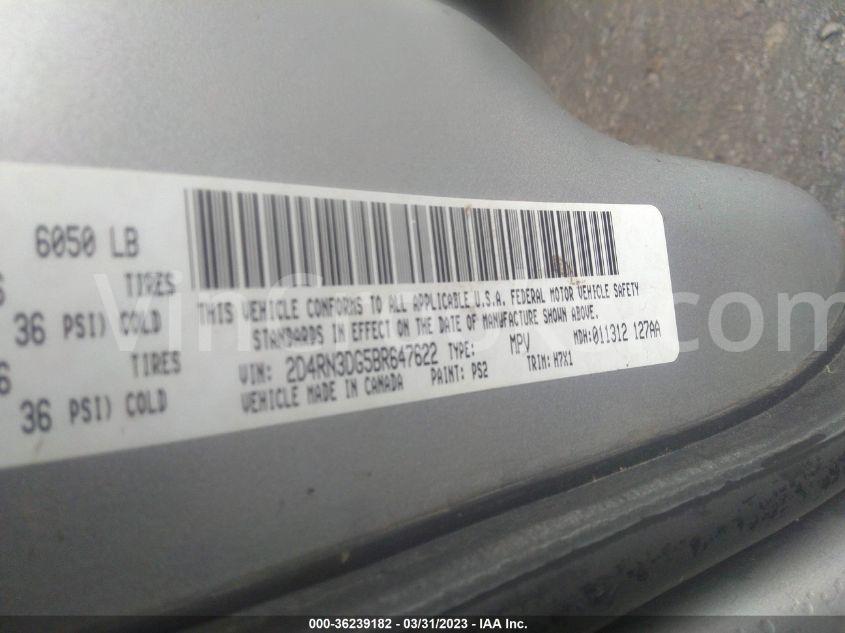 6050 LB
TIRES
36 PSI) COLD
6
36 PSI) COLD
THIS VEHICLE CONFORMS TO ALL APPLICABLE U.S.A. FEDERAL MOTOR VEHICLE SAFETY
STANDARDS IN EFFECT ON THE DATE OF MANUFACTURE SHOWN ABOVE.
VIN: 2D4RN3DG5BR647622 TYPE: MPV MDH:011312 127AA
VEHICLE MADE IN CANADA PAINT: PS2 TRIM: H7X1
000-36239182 — 03/31/2023 - IAA Inc.